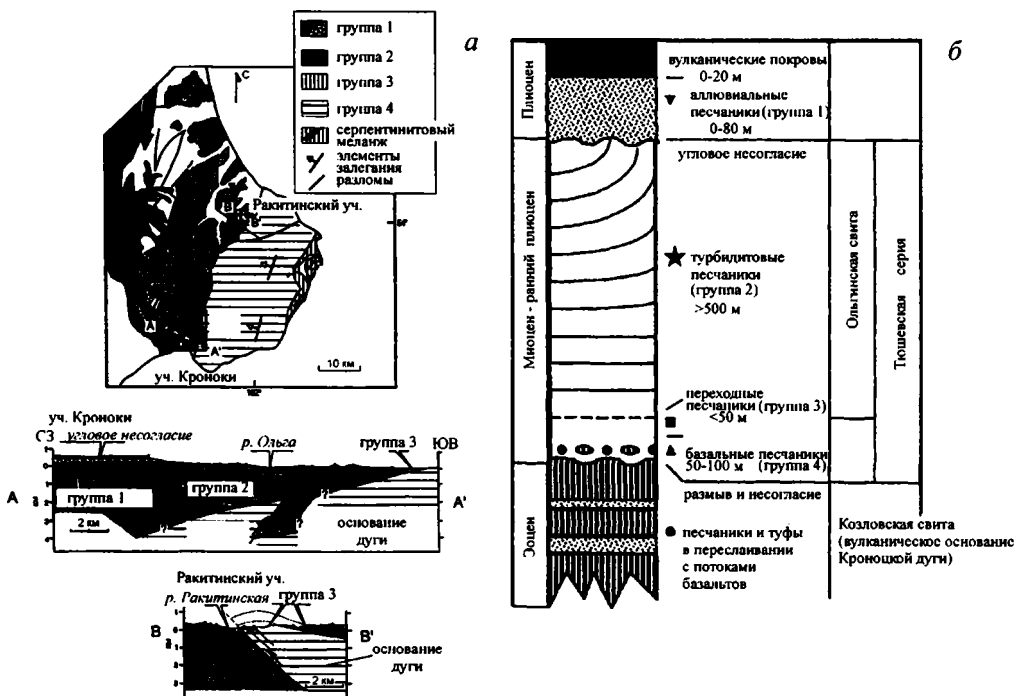 а
группа 1
группа 2
группа 3
группа 4
серпентинитовый
меланж
элементы
залегания
разломы
С
Ракитинский уч.
B
B'
A
A'
10 км
уч. Кроноки
уч. Кроноки
СЗ угловое несогласие
р. Ольга
группа 3
ЮВ
A
группа 1
группа 2
A'
2 км
основание
дуги
Ракитинский уч.
р. Ракитинская
группа 3
B
B'
основание
дуги
2 км
б
Плиоцен
вулканические покровы
0-20 м
аллювиальные
песчаники (группа 1)
0-80 м
Миоцен - ранний плиоцен
угловое несогласие
турбидитовые
песчаники
(группа 2)
>500 м
переходные
песчаники (группа 3)
<50 м
базальные песчаники
50-100 м (группа 4)
размыв и несогласие
Ольгинская свита
Тюшевская серия
Эоцен
песчаники и туфы
в переслаивании
с потоками
базальтов
Козловская свита
(вулканическое основание
Кроноцкой дуги)